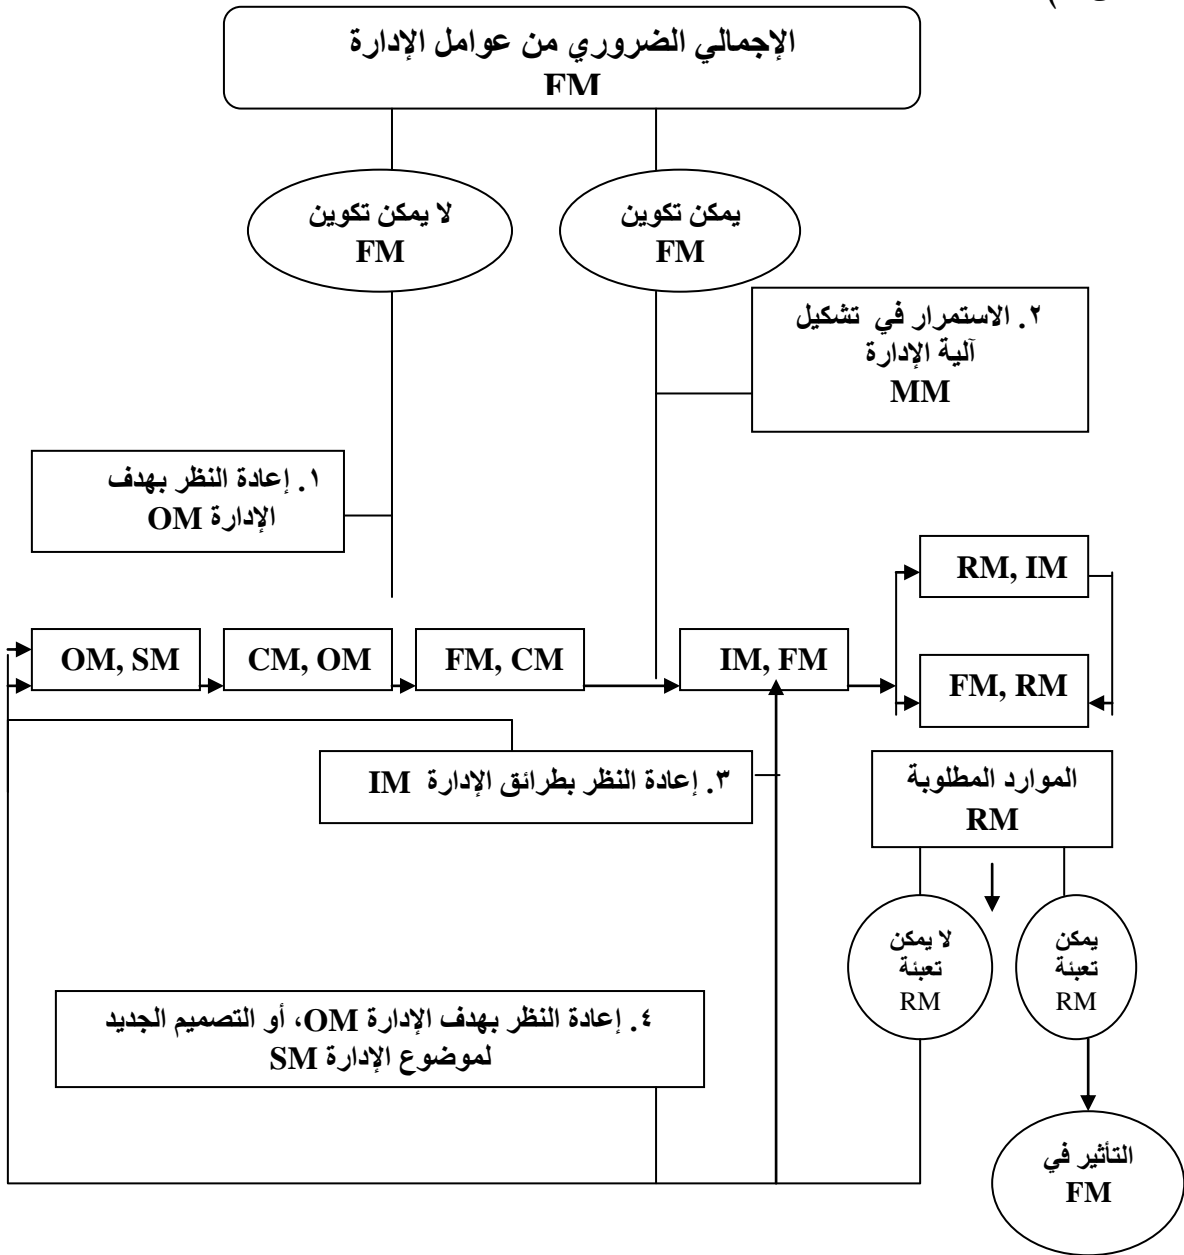 الإجمالي الضروري من عوامل الإدارة
FM
يمكن تكوين
FM
لا يمكن تكوين
FM
٢. الاستمرار في تشكيل
آلية الإدارة
MM
١. إعادة النظر بهدف
الإدارة OM
OM, SM
CM, OM
FM, CM
IM, FM
RM, IM
FM, RM
٣. إعادة النظر بطرائق الإدارة IM
الموارد المطلوبة
RM
يمكن
تعبئة
RM
لا يمكن
تعبئة
RM
٤. إعادة النظر بهدف الإدارة OM، أو التصميم الجديد
لموضوع الإدارة SM
التأثير في
FM